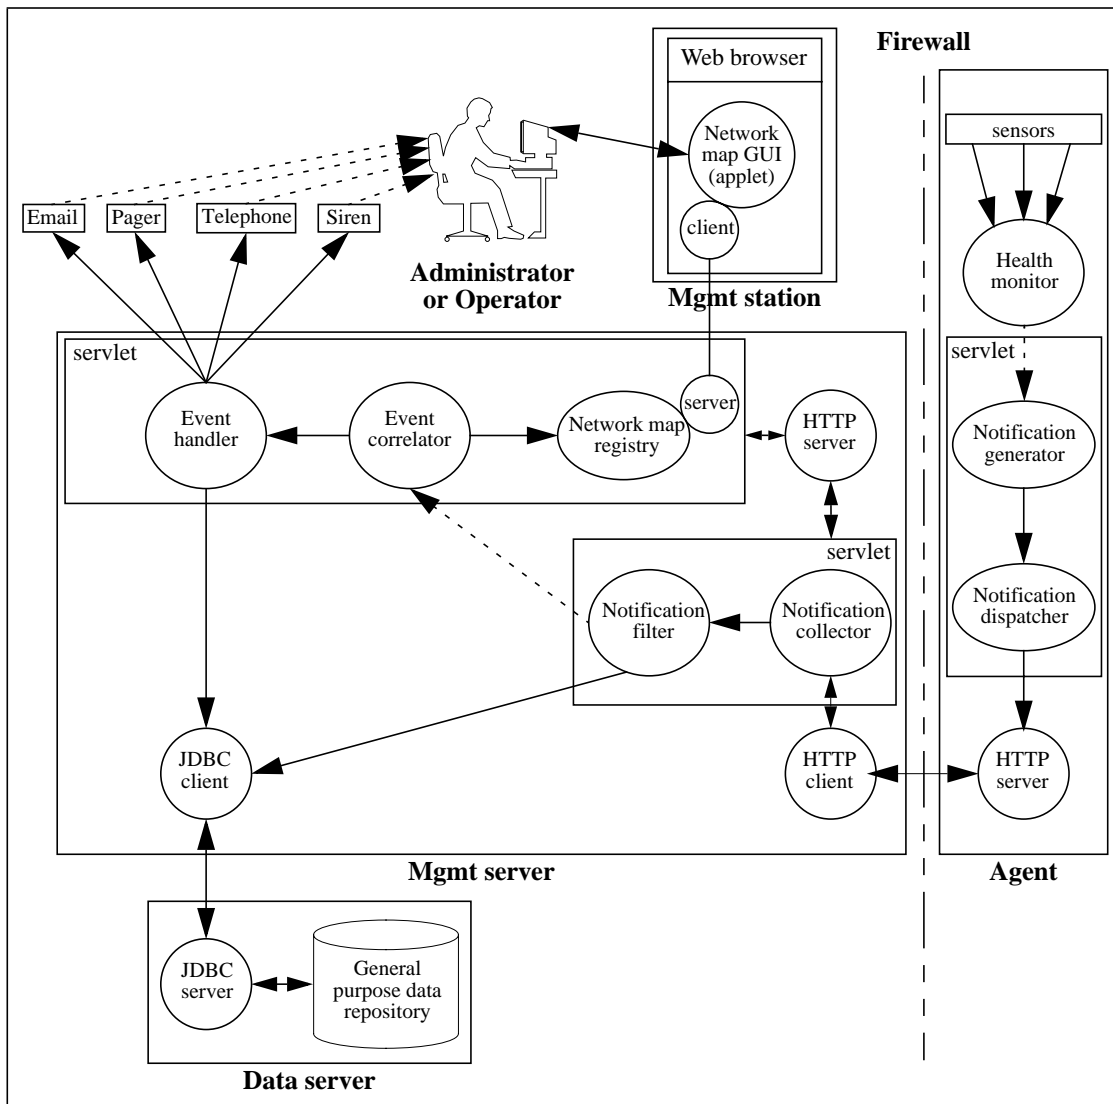 Firewall
Web browser
Network
map GUI
(applet)
client
Mgmt station
sensors
Health
monitor
Email
Pager
Telephone
Siren
Administrator
or Operator
servlet
Event
handler
Event
correlator
Network map
registry
server
HTTP
server
servlet
Notification
generator
Notification
dispatcher
servlet
Notification
filter
Notification
collector
JDBC
client
HTTP
client
HTTP
server
Mgmt server
Agent
JDBC
server
General
purpose data
repository
Data server